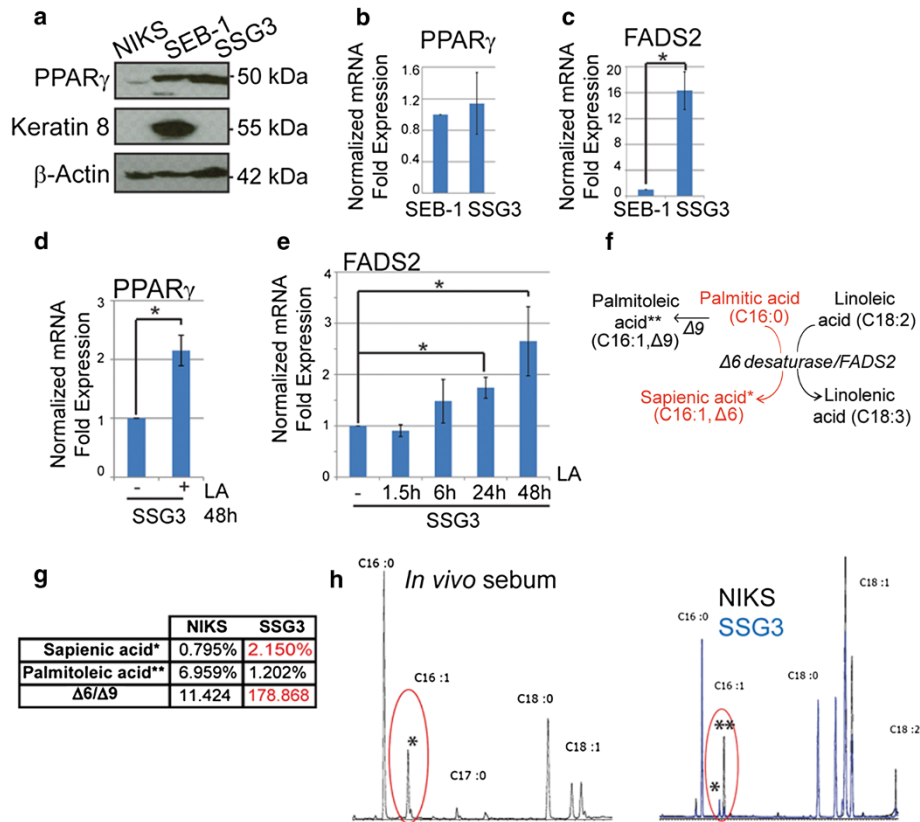 a
NIKS SEB-1 SSG3
PPARγ
50 kDa
Keratin 8
55 kDa
β-Actin
42 kDa
b
PPARγ
Normalized mRNA
Fold Expression
1.6
1.2
0.8
0.4
0
SEB-1 SSG3
c
FADS2
*
Normalized mRNA
Fold Expression
20
16
12
8
4
0
SEB-1 SSG3
d
PPARγ
*
Normalized mRNA
Fold Expression
3
2
1
0
- + LA
SSG3 48h
e
FADS2
*
*
Normalized mRNA
Fold Expression
4
3
2
1
0
- 1.5h 6h 24h 48h LA
SSG3
f
Palmitoleic
acid**
(C16:1,Δ9)
Δ9
Palmitic acid
(C16:0)
Linoleic
acid (C18:2)
Δ6 desaturase/FADS2
Sapienic acid*
(C16:1, Δ6)
Linolenic
acid (C18:3)
g
NIKS SSG3
Sapienic acid* 0.795% 2.150%
Palmitoleic acid** 6.959% 1.202%
Δ6/Δ9 11.424 178.868
h
In vivo sebum
C16 :0
C16 :1
*
C17 :0
C18 :0
C18 :1
NIKS
SSG3
C16 :0
C16 :1
**
*
C18 :0
C18 :1
C18 :2